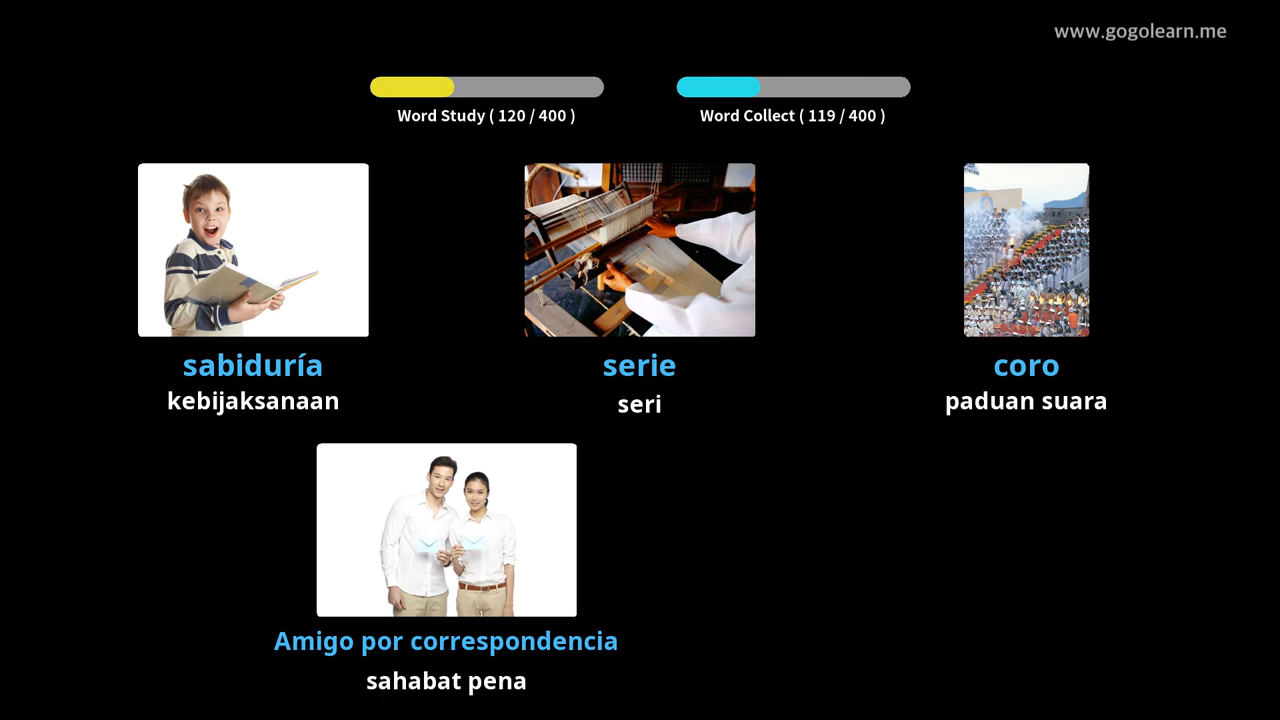 www.gogolearn.me
Word Study ( 120 / 400 )
Word Collect ( 119 / 400 )
sabiduría
kebijaksanaan
serie
seri
coro
paduan suara
Amigo por correspondencia
sahabat pena